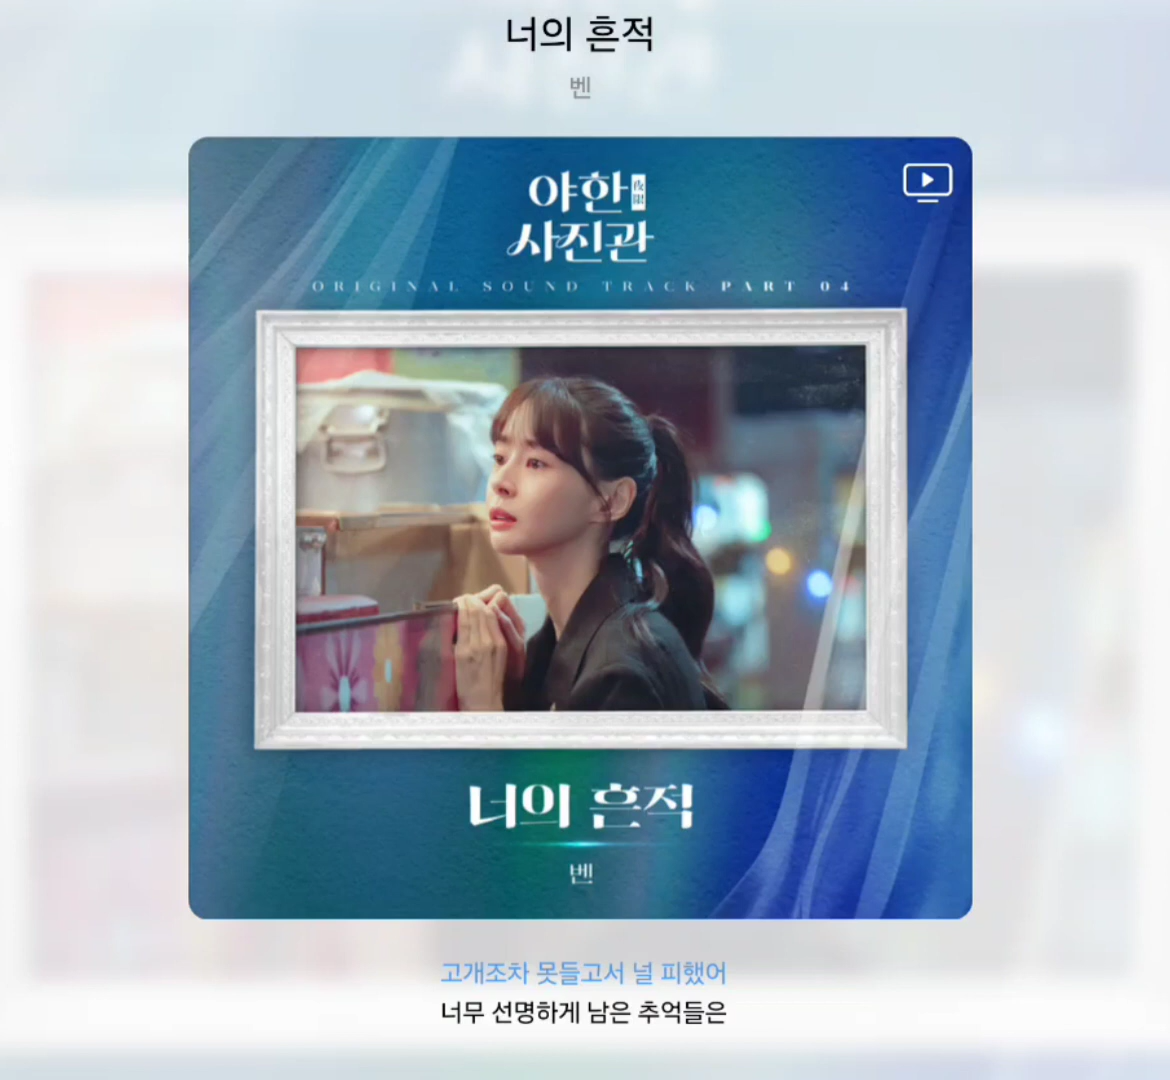 너의 흔적
벤
야한 夜限
사진관
ORIGINAL SOUND TRACK PART 04
너의 흔적
벤
고개조차 못들고서 널 피했어
너무 선명하게 남은 추억들은